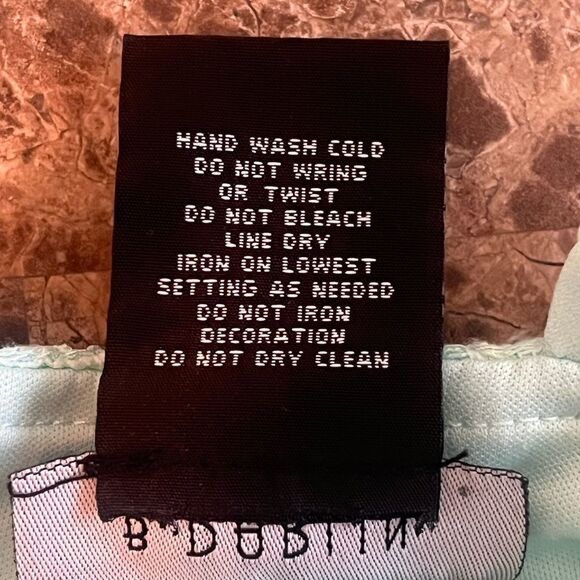 HAND WASH COLD
DO NOT WRING
OR TWIST
DO NOT BLEACH
LINE DRY
IRON ON LOWEST
SETTING AS NEEDED
DO NOT IRON
DECORATION
DO NOT DRY CLEAN